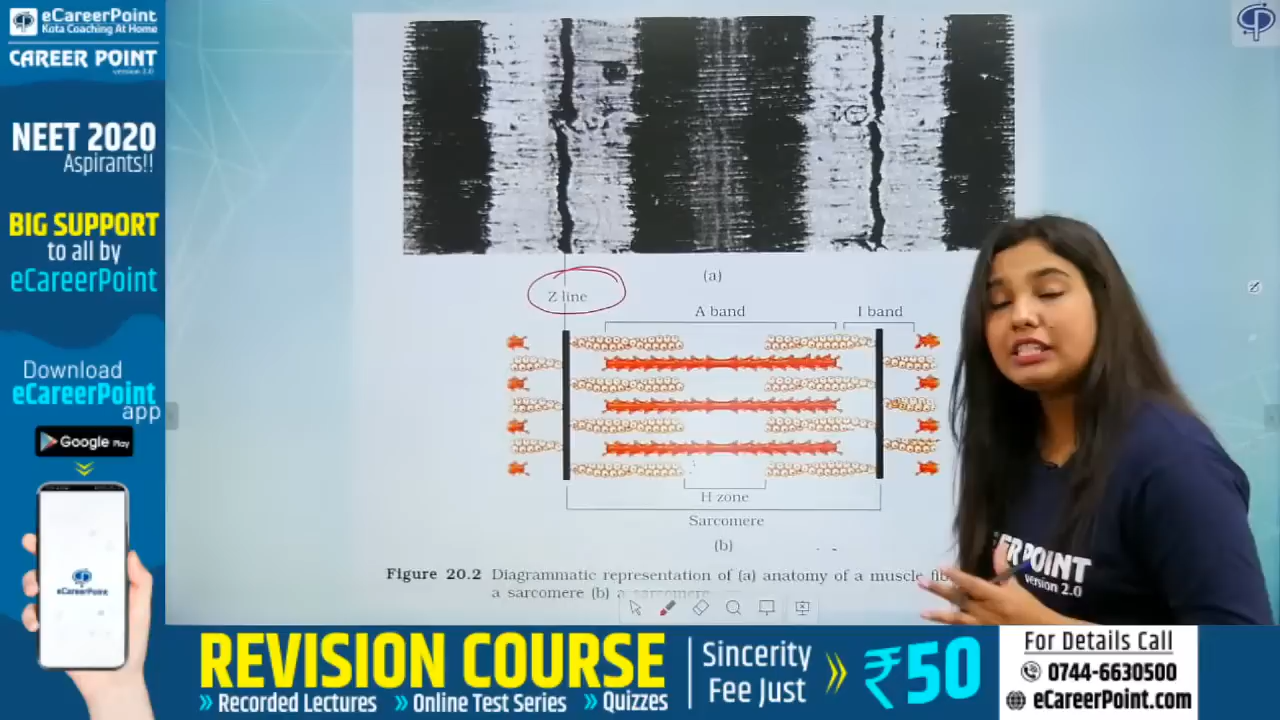 eCareerPoint
Kota Coaching At Home
CAREER POINT
version 2.0
NEET 2020
Aspirants!!
BIG SUPPORT
to all by
eCareerPoint
Download
eCareerPoint
app
Google Play
eCareerPoint
(a)
Z line
A band
I band
H zone
Sarcomere
(b)
Figure 20.2 Diagrammatic representation of (a) anatomy of a muscle fib
a sarcomere (b) a sarcomere
ER POINT
version 2.0
REVISION COURSE
» Recorded Lectures » Online Test Series » Quizzes
Sincerity
Fee Just
» ₹50
For Details Call
0744-6630500
eCareerPoint.com